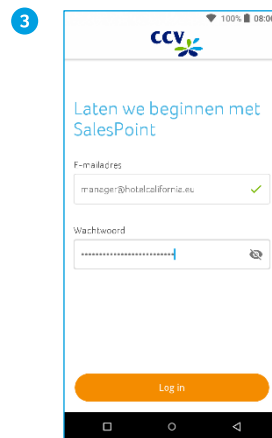 3
100% 08:00
CCV
Laten we beginnen met
SalesPoint
E-mailadres
manager@hotelcalifornia.eu
Wachtwoord
Log in